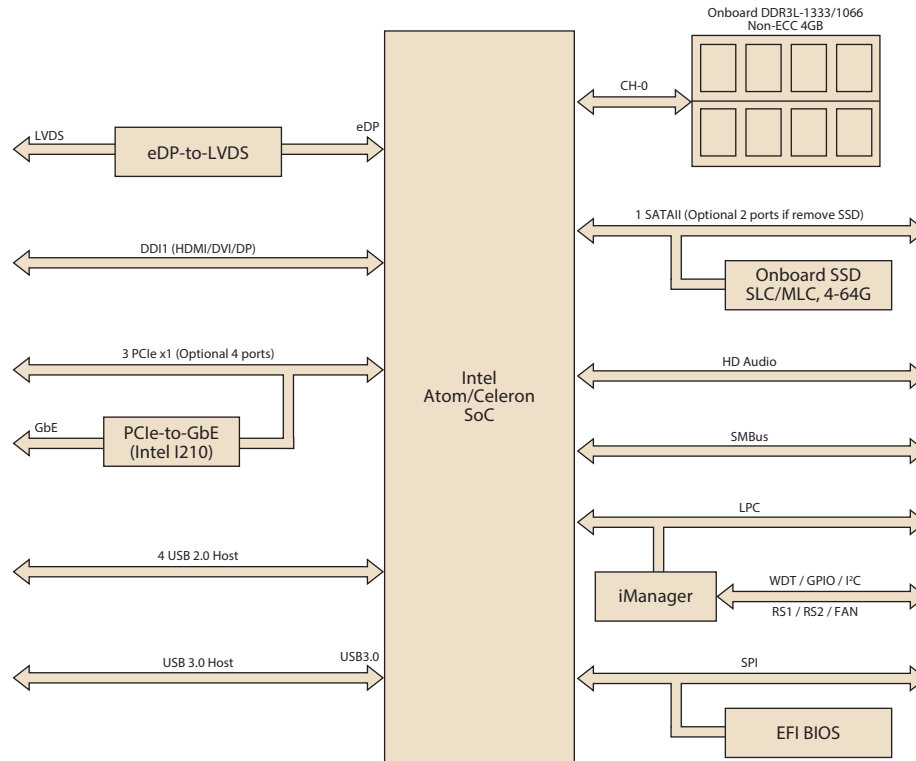 Onboard DDR3L-1333/1066
Non-ECC 4GB
CH-0
LVDS
eDP-to-LVDS
eDP
1 SATAII (Optional 2 ports if remove SSD)
DDI1 (HDMI/DVI/DP)
Onboard SSD
SLC/MLC, 4-64G
3 PCIe x1 (Optional 4 ports)
Intel
Atom/Celeron
SoC
HD Audio
GbE
PCIe-to-GbE
(Intel I210)
SMBus
LPC
4 USB 2.0 Host
iManager
WDT / GPIO / I²C
RS1 / RS2 / FAN
USB 3.0 Host
USB3.0
SPI
EFI BIOS